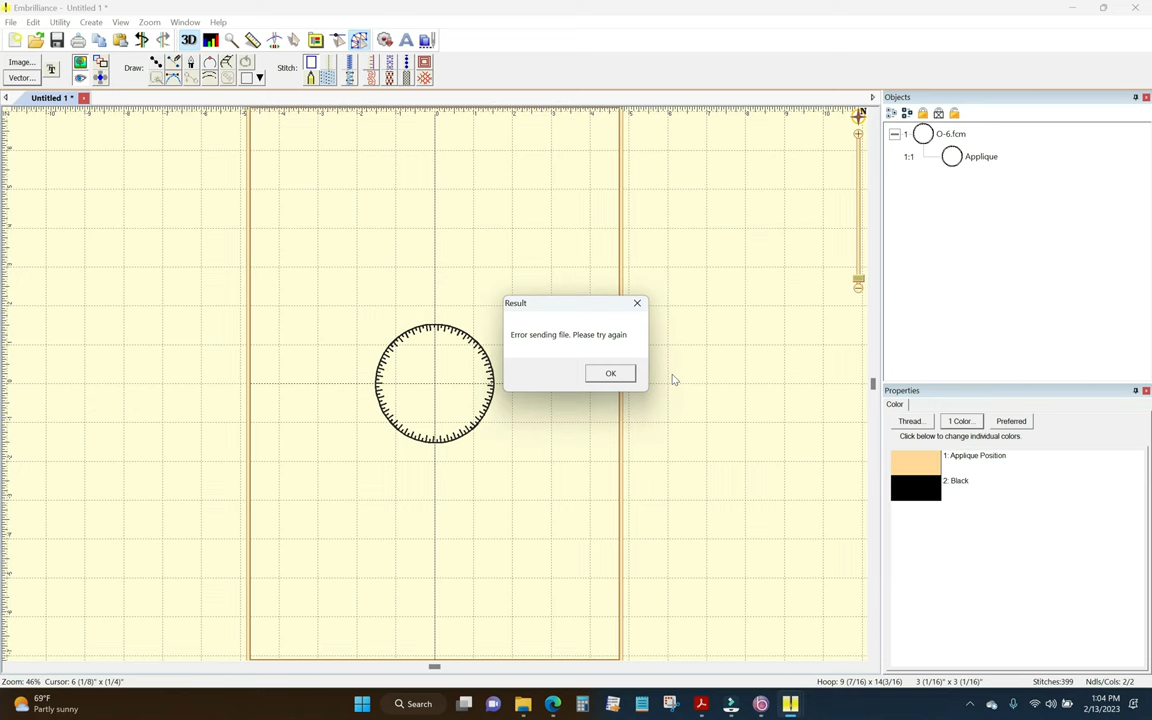 Embrilliance - Untitled 1 *
File Edit Utility Create View Zoom Window Help
3D
Image...
Vector...
Draw:
Stitch:
Untitled 1 *
N
Objects
1 O-6.fcm
1:1 Applique
Result
Error sending file. Please try again
OK
Properties
Color
Thread... 1 Color... Preferred
Click below to change individual colors.
1: Applique Position
2: Black
Zoom: 46% Cursor: 6 (1/8)" x (1/4)"
Hoop: 9 (7/16) x 14(3/16) 3 (1/16)" x 3 (1/16)" Stitches:399 Ndls/Cols: 2/2
69°F
Partly sunny
Search
1:04 PM
2/13/2023